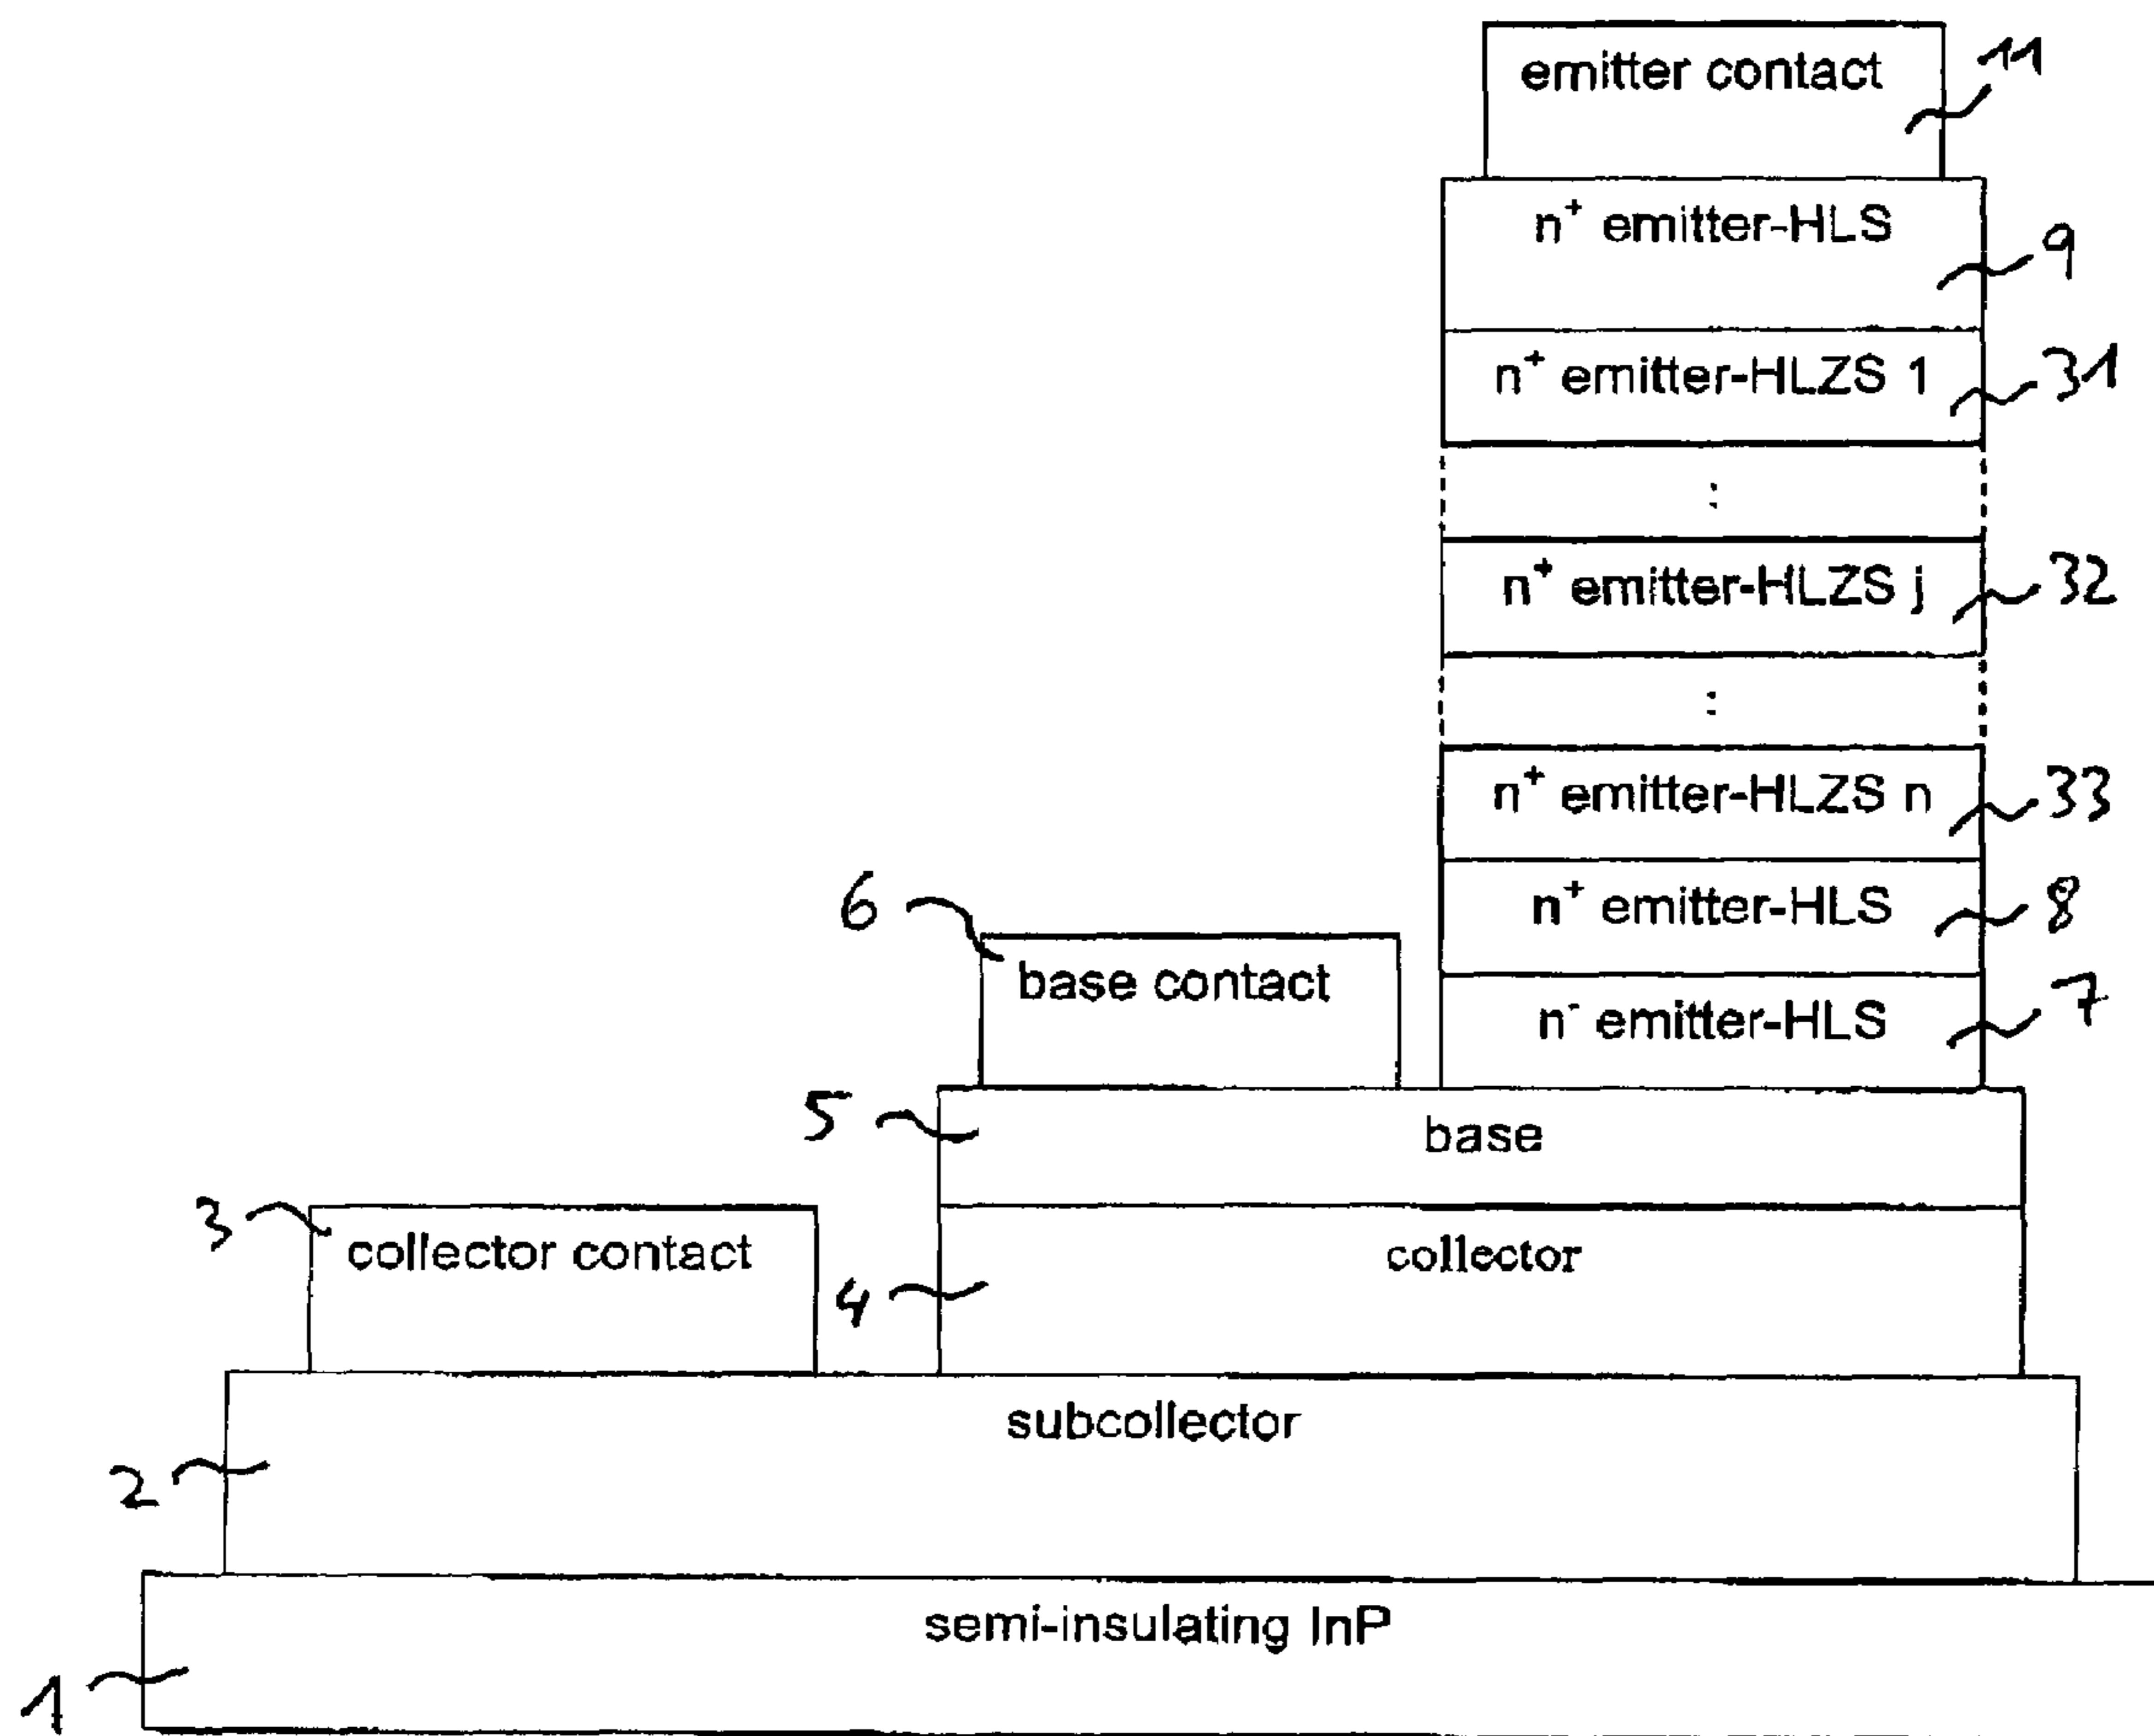 emitter contact 11
n⁺ emitter-HLS 9
n⁺ emitter-HLZS 1 31
:
n⁺ emitter-HLZS j 32
:
n⁺ emitter-HLZS n 33
n⁺ emitter-HLS 8
6 base contact
n⁻ emitter-HLS 7
5 base
3 collector contact
4 collector
subcollector
2
semi-insulating InP
1